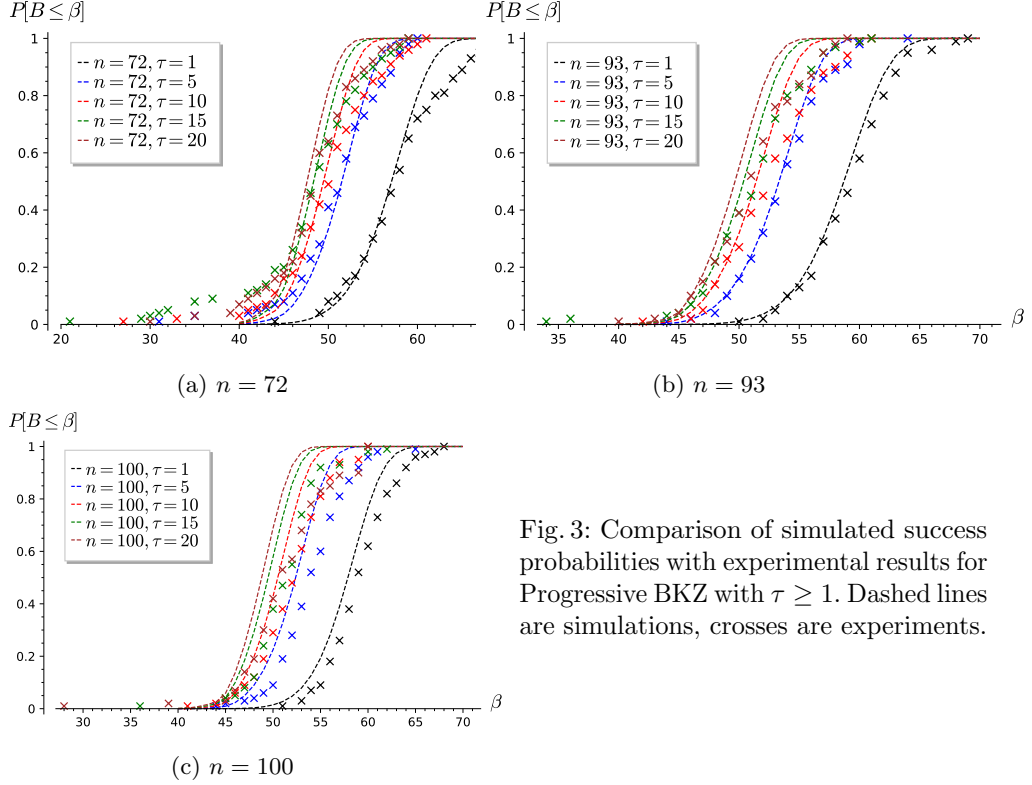 P[B ≤ β]
1
0.8
0.6
0.4
0.2
0
n = 72, τ = 1
n = 72, τ = 5
n = 72, τ = 10
n = 72, τ = 15
n = 72, τ = 20
20 30 40 50 60
(a) n = 72
P[B ≤ β]
1
0.8
0.6
0.4
0.2
0
n = 93, τ = 1
n = 93, τ = 5
n = 93, τ = 10
n = 93, τ = 15
n = 93, τ = 20
35 40 45 50 55 60 65 70
β
(b) n = 93
P[B ≤ β]
1
0.8
0.6
0.4
0.2
0
n = 100, τ = 1
n = 100, τ = 5
n = 100, τ = 10
n = 100, τ = 15
n = 100, τ = 20
30 35 40 45 50 55 60 65 70
β
(c) n = 100
Fig. 3: Comparison of simulated success
probabilities with experimental results for
Progressive BKZ with τ ≥ 1. Dashed lines
are simulations, crosses are experiments.